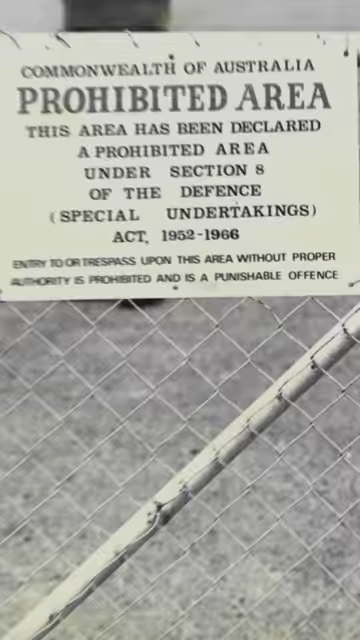 COMMONWEALTH OF AUSTRALIA
PROHIBITED AREA
THIS AREA HAS BEEN DECLARED
A PROHIBITED AREA
UNDER SECTION 8
OF THE DEFENCE
(SPECIAL UNDERTAKINGS)
ACT, 1952-1966
ENTRY TO OR TRESPASS UPON THIS AREA WITHOUT PROPER
AUTHORITY IS PROHIBITED AND IS A PUNISHABLE OFFENCE